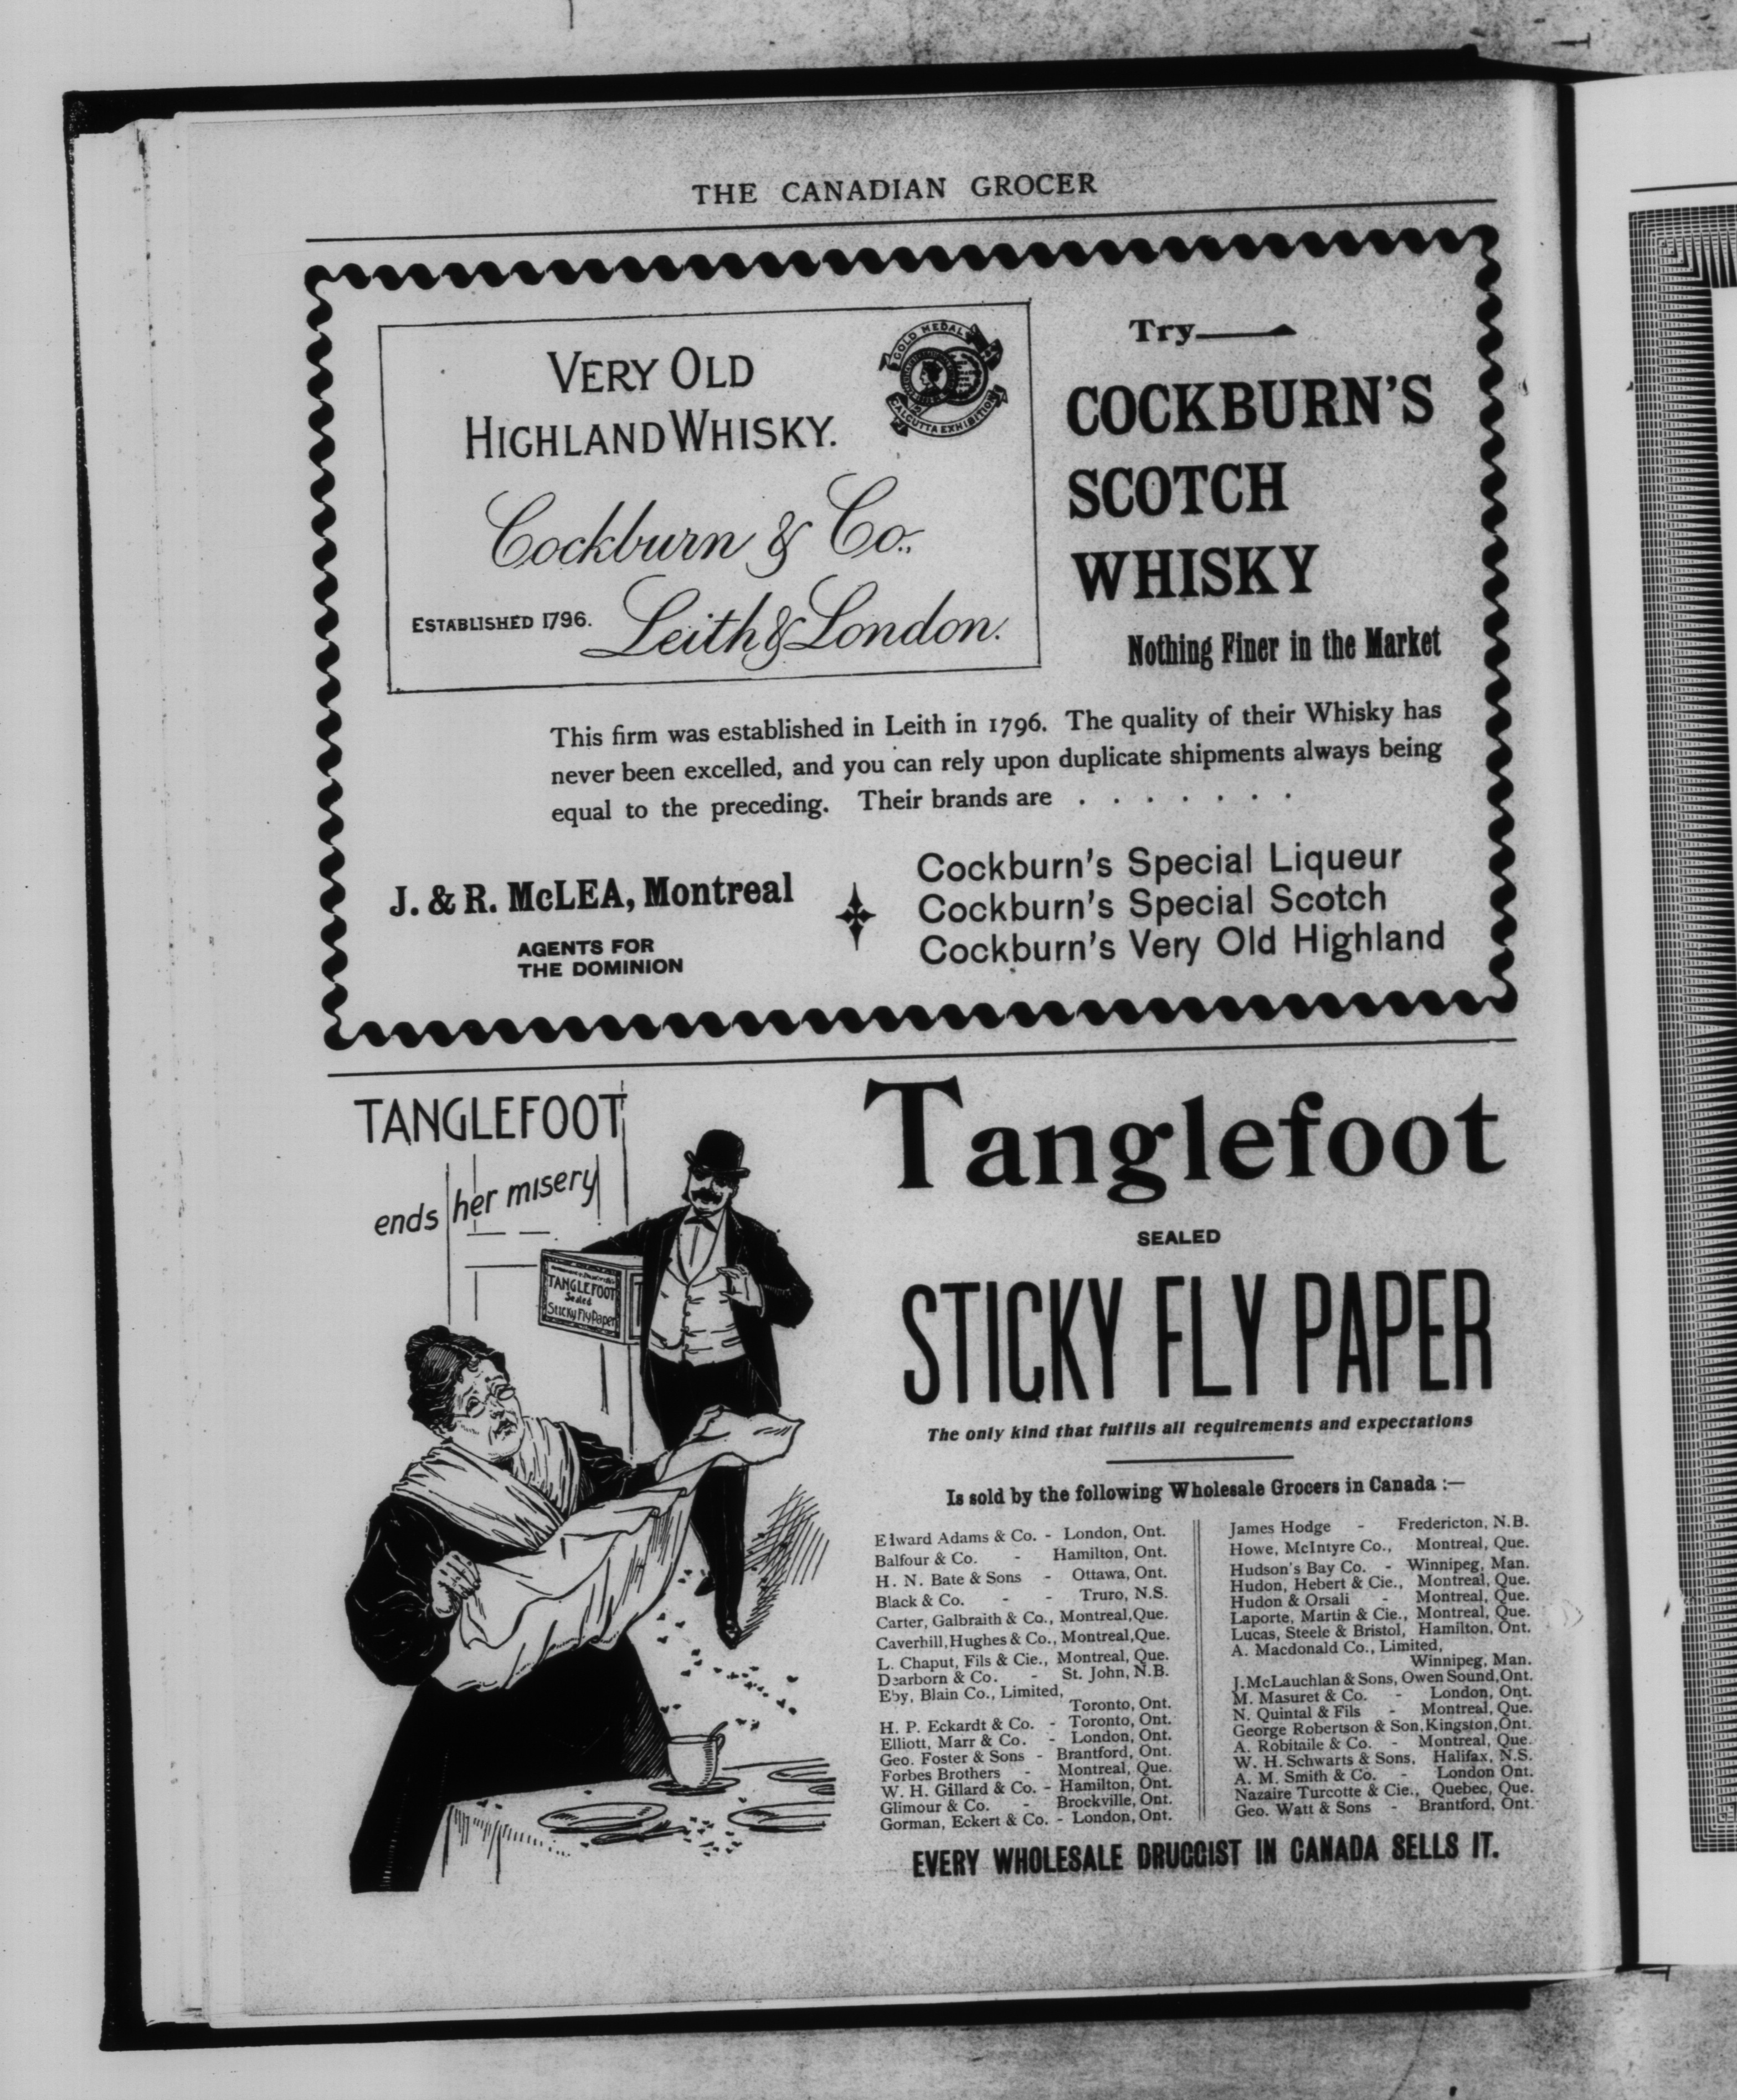 THE CANADIAN GROCER
VERY OLD
HIGHLAND WHISKY.
GOLD MEDAL
CALCUTTA EXHIBITION
Cockburn & Co.,
ESTABLISHED 1796. Leith & London.
Try
COCKBURN'S
SCOTCH
WHISKY
Nothing Finer in the Market
This firm was established in Leith in 1796. The quality of their Whisky has
never been excelled, and you can rely upon duplicate shipments always being
equal to the preceding. Their brands are . . . . . . .
J. & R. McLEA, Montreal
AGENTS FOR
THE DOMINION
Cockburn's Special Liqueur
Cockburn's Special Scotch
Cockburn's Very Old Highland
TANGLEFOOT
ends her misery
TANGLEFOOT
Sealed
Sticky Fly Paper
Tanglefoot
SEALED
STICKY FLY PAPER
The only kind that fulfils all requirements and expectations
Is sold by the following Wholesale Grocers in Canada :—
Elward Adams & Co. - London, Ont.
Balfour & Co. - Hamilton, Ont.
H. N. Bate & Sons - Ottawa, Ont.
Black & Co. - - Truro, N.S.
Carter, Galbraith & Co., Montreal, Que.
Caverhill, Hughes & Co., Montreal, Que.
L. Chaput, Fils & Cie., Montreal, Que.
Dearborn & Co. - St. John, N.B.
Eby, Blain Co., Limited,
Toronto, Ont.
H. P. Eckardt & Co. - Toronto, Ont.
Elliott, Marr & Co. - London, Ont.
Geo. Foster & Sons - Brantford, Ont.
Forbes Brothers - Montreal, Que.
W. H. Gillard & Co. - Hamilton, Ont.
Glimour & Co. - Brockville, Ont.
Gorman, Eckert & Co. - London, Ont.
James Hodge - Fredericton, N.B.
Howe, McIntyre Co., Montreal, Que.
Hudson's Bay Co. - Winnipeg, Man.
Hudon, Hebert & Cie., Montreal, Que.
Hudon & Orsali - Montreal, Que.
Laporte, Martin & Cie., Montreal, Que.
Lucas, Steele & Bristol, Hamilton, Ont.
A. Macdonald Co., Limited,
Winnipeg, Man.
J. McLauchlan & Sons, Owen Sound, Ont.
M. Masuret & Co. - London, Ont.
N. Quintal & Fils - Montreal, Que.
George Robertson & Son, Kingston, Ont.
A. Robitaile & Co. - Montreal, Que.
W. H. Schwarts & Sons, Halifax, N.S.
A. M. Smith & Co. - London Ont.
Nazaire Turcotte & Cie., Quebec, Que.
Geo. Watt & Sons - Brantford, Ont.
EVERY WHOLESALE DRUGGIST IN CANADA SELLS IT.